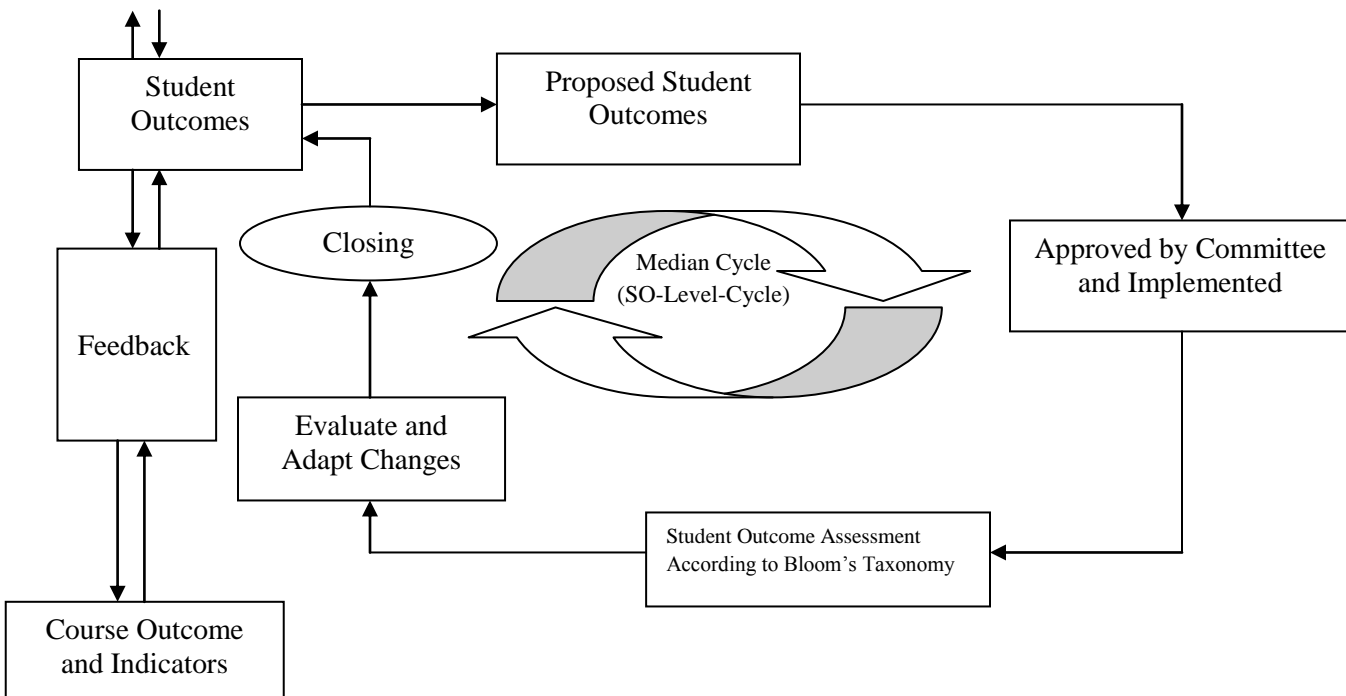 Student
Outcomes
Proposed Student
Outcomes
Closing
Median Cycle
(SO-Level-Cycle)
Approved by Committee
and Implemented
Feedback
Evaluate and
Adapt Changes
Student Outcome Assessment
According to Bloom’s Taxonomy
Course Outcome
and Indicators